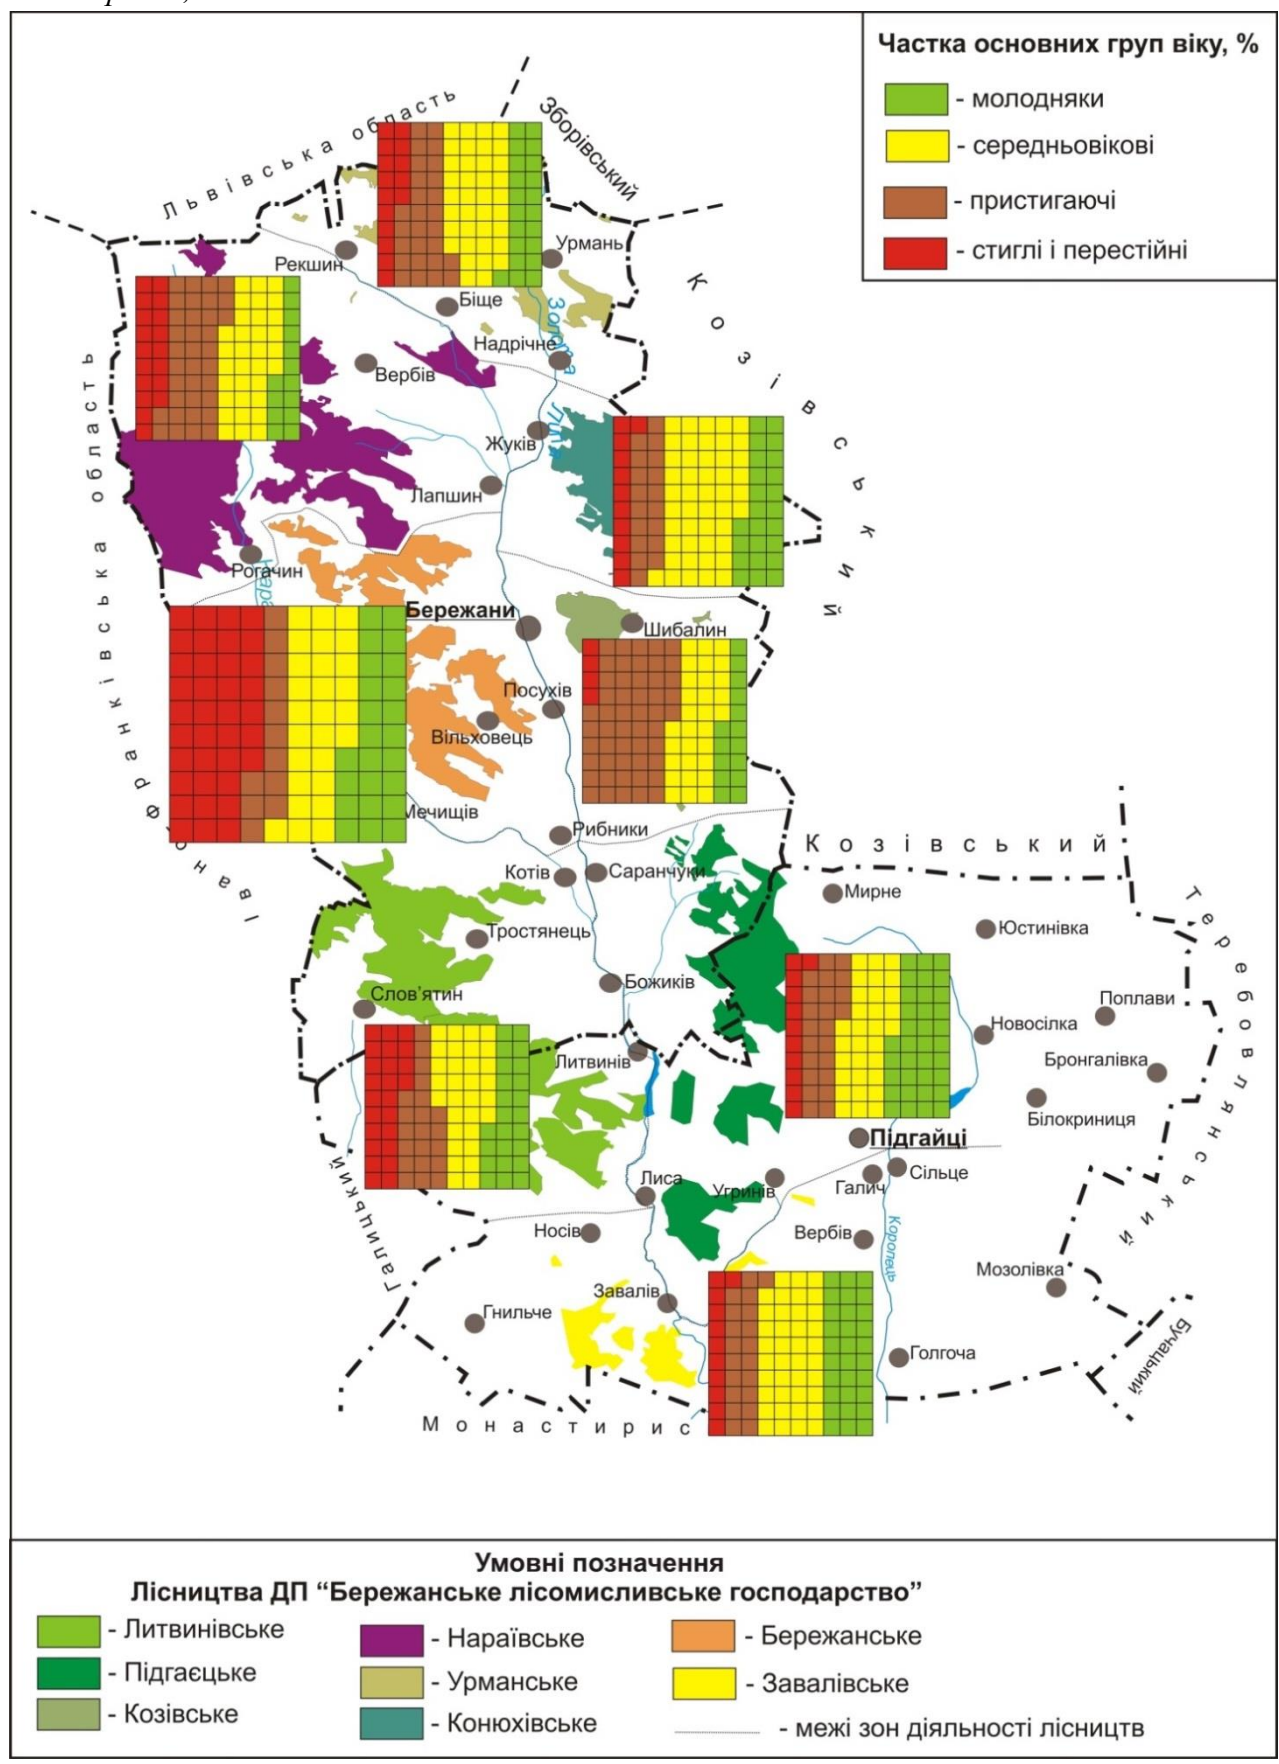 Частка основних груп віку, %
- молодняки
- середньовікові
- пристигаючі
- стиглі і перестійні
Львівська область
Зборівський
Козівський
Урмань
Рекшин
Біще
Золота Липа
Надрічне
Вербів
Жуків
Лапшин
Рогачин
Івано-Франківська область
Бережани
Шибалин
Посухів
Вільховець
Мечищів
Рибники
Козівський
Котів
Саранчуки
Мирне
Теребовлянський
Юстинівка
Тростянець
Божиків
Слов’ятин
Поплави
Новосілка
Литвинів
Бронгалівка
Білокриниця
Підгайці
Лиса
Угринів
Галич
Сільце
Галицький
Носів
Вербів
Коропець
Мозолівка
Завалів
Гнильче
Бучацький
Голгоча
Монастирис
Умовні позначення
Лісництва ДП “Бережанське лісомисливське господарство”
- Литвинівське
- Нараївське
- Бережанське
- Підгаєцьке
- Урманське
- Завалівське
- Козівське
- Конюхівське
- межі зон діяльності лісництв